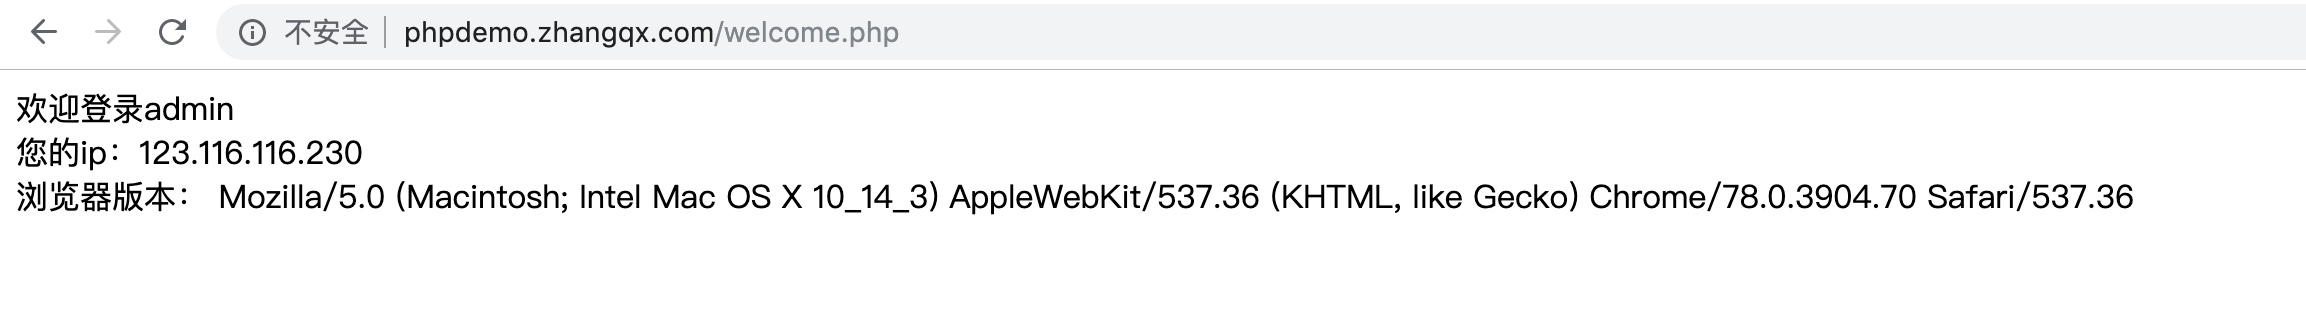 不安全 phpdemo.zhangqx.com/welcome.php
欢迎登录admin
您的ip：123.116.116.230
浏览器版本： Mozilla/5.0 (Macintosh; Intel Mac OS X 10_14_3) AppleWebKit/537.36 (KHTML, like Gecko) Chrome/78.0.3904.70 Safari/537.36